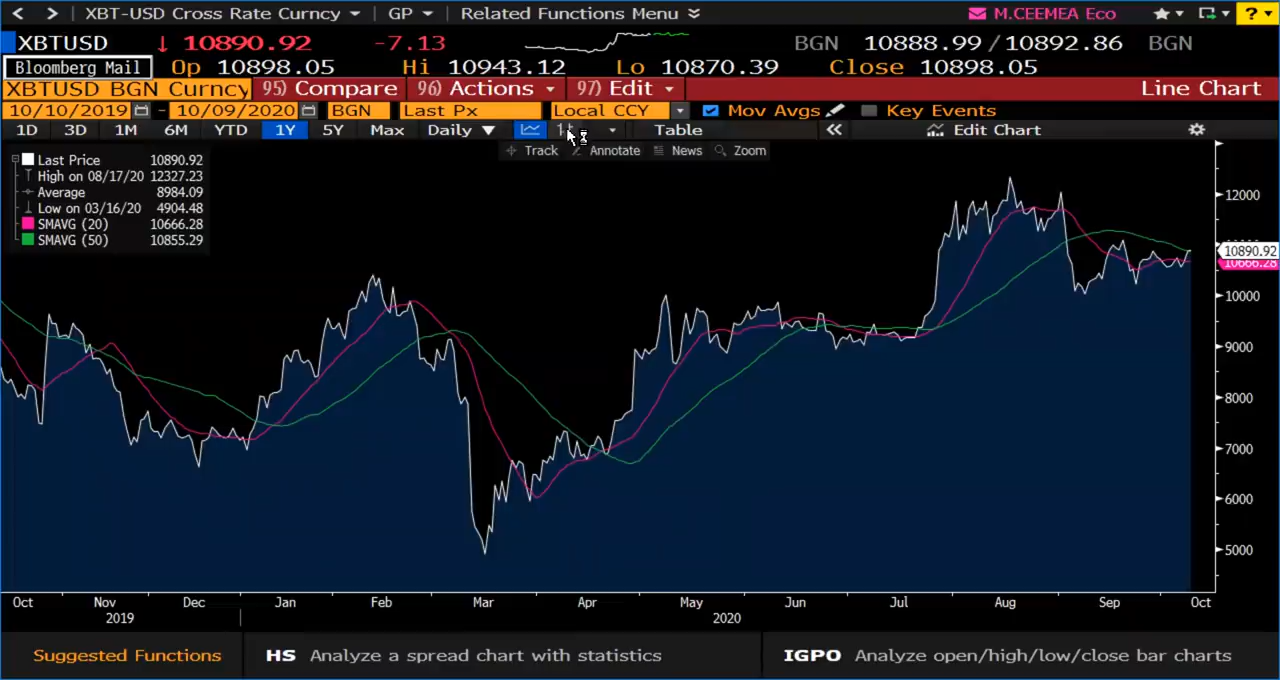 XBT-USD Cross Rate Curncy GP Related Functions Menu M.CEEMEA Eco ?
XBTUSD 10890.92 -7.13 BGN 10888.99/10892.86 BGN
Bloomberg Mail Op 10898.05 Hi 10943.12 Lo 10870.39 Close 10898.05
XBTUSD BGN Curncy 95) Compare 96) Actions 97) Edit Line Chart
10/10/2019 - 10/09/2020 BGN Last Px Local CCY Mov Avgs Key Events
1D 3D 1M 6M YTD 1Y 5Y Max Daily Table Edit Chart
Track Annotate News Zoom
Last Price 10890.92
High on 08/17/20 12327.23
Average 8984.09
Low on 03/16/20 4904.48
SMAVG (20) 10666.28
SMAVG (50) 10855.29
12000
10890.92
10666.28
10000
9000
8000
7000
6000
5000
Oct Nov Dec Jan Feb Mar Apr May Jun Jul Aug Sep Oct
2019 2020
Suggested Functions HS Analyze a spread chart with statistics IGPO Analyze open/high/low/close bar charts